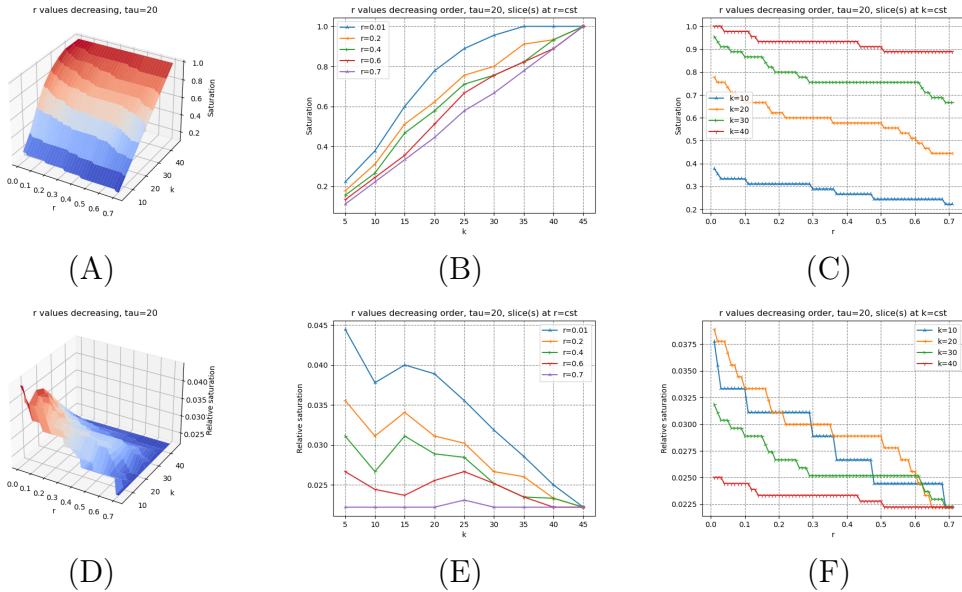 r values decreasing, tau=20
1.0
0.8
0.6
0.4
0.2
Saturation
0.0 0.1 0.2 0.3 0.4 0.5 0.6 0.7
r
10 20 30 40
k
(A)
r values decreasing order, tau=20, slice(s) at r=cst
1.0
0.8
0.6
0.4
0.2
Saturation
r=0.01
r=0.2
r=0.4
r=0.6
r=0.7
5 10 15 20 25 30 35 40 45
k
(B)
r values decreasing order, tau=20, slice(s) at k=cst
1.0
0.9
0.8
0.7
0.6
0.5
0.4
0.3
0.2
Saturation
k=10
k=20
k=30
k=40
0.0 0.1 0.2 0.3 0.4 0.5 0.6 0.7
r
(C)
r values decreasing, tau=20
0.040
0.035
0.030
0.025
Relative saturation
0.0 0.1 0.2 0.3 0.4 0.5 0.6 0.7
r
10 20 30 40
k
(D)
r values decreasing order, tau=20, slice(s) at r=cst
0.045
0.040
0.035
0.030
0.025
Relative saturation
r=0.01
r=0.2
r=0.4
r=0.6
r=0.7
5 10 15 20 25 30 35 40 45
k
(E)
r values decreasing order, tau=20, slice(s) at k=cst
0.0375
0.0350
0.0325
0.0300
0.0275
0.0250
0.0225
Relative saturation
k=10
k=20
k=30
k=40
0.0 0.1 0.2 0.3 0.4 0.5 0.6 0.7
r
(F)